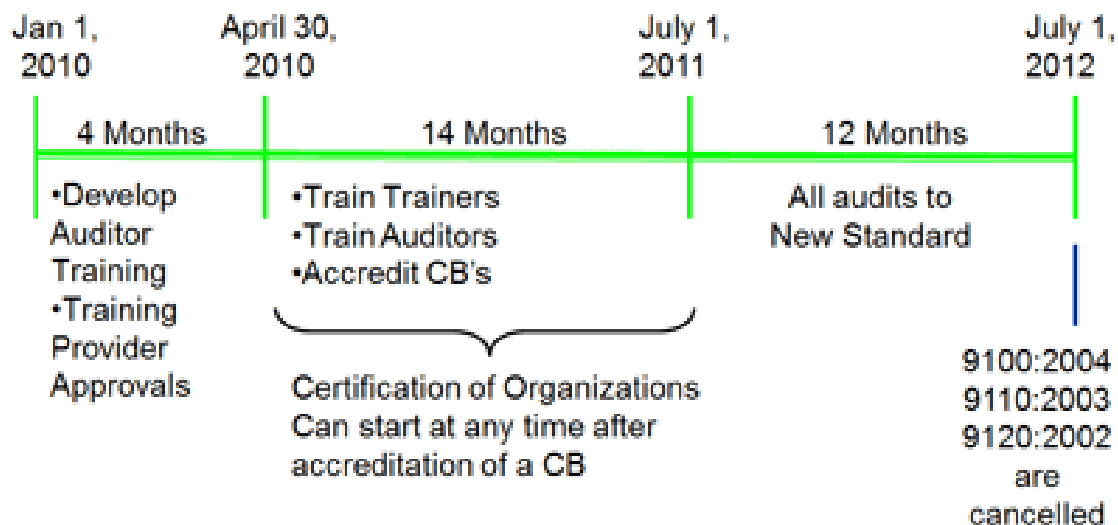 Jan 1,
2010
April 30,
2010
July 1,
2011
July 1,
2012
4 Months
14 Months
12 Months
•Develop
Auditor
Training
•Training
Provider
Approvals
•Train Trainers
•Train Auditors
•Accredit CB's
Certification of Organizations
Can start at any time after
accreditation of a CB
All audits to
New Standard
9100:2004
9110:2003
9120:2002
are
cancelled